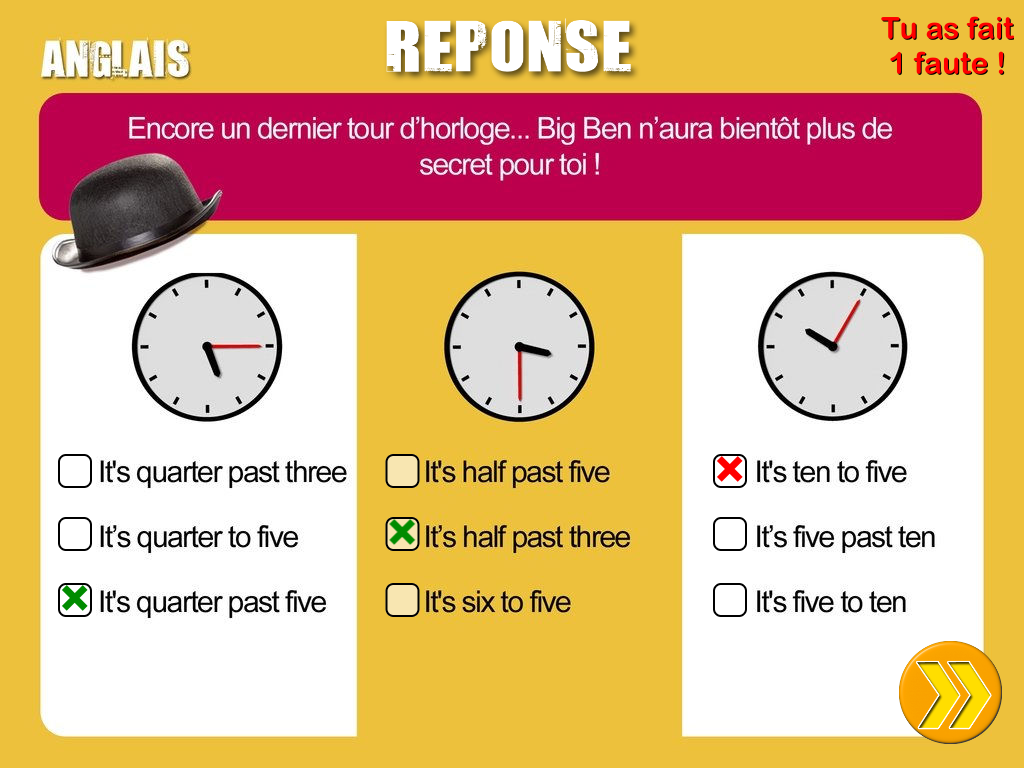 ANGLAIS
REPONSE
Tu as fait
1 faute !
Encore un dernier tour d’horloge... Big Ben n’aura bientôt plus de
secret pour toi !
It's quarter past three
It’s quarter to five
It's quarter past five
It's half past five
It’s half past three
It's six to five
It's ten to five
It’s five past ten
It's five to ten